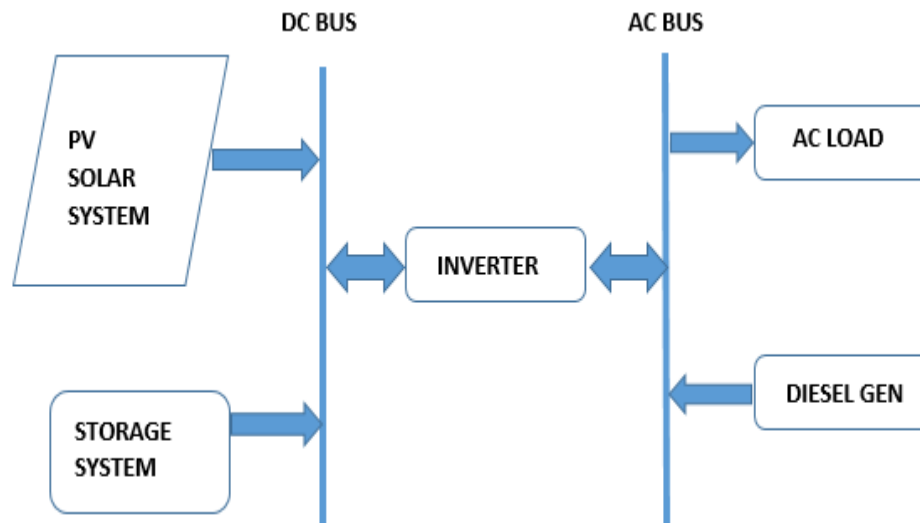 DC BUS
AC BUS
PV
SOLAR
SYSTEM
AC LOAD
INVERTER
STORAGE
SYSTEM
DIESEL GEN